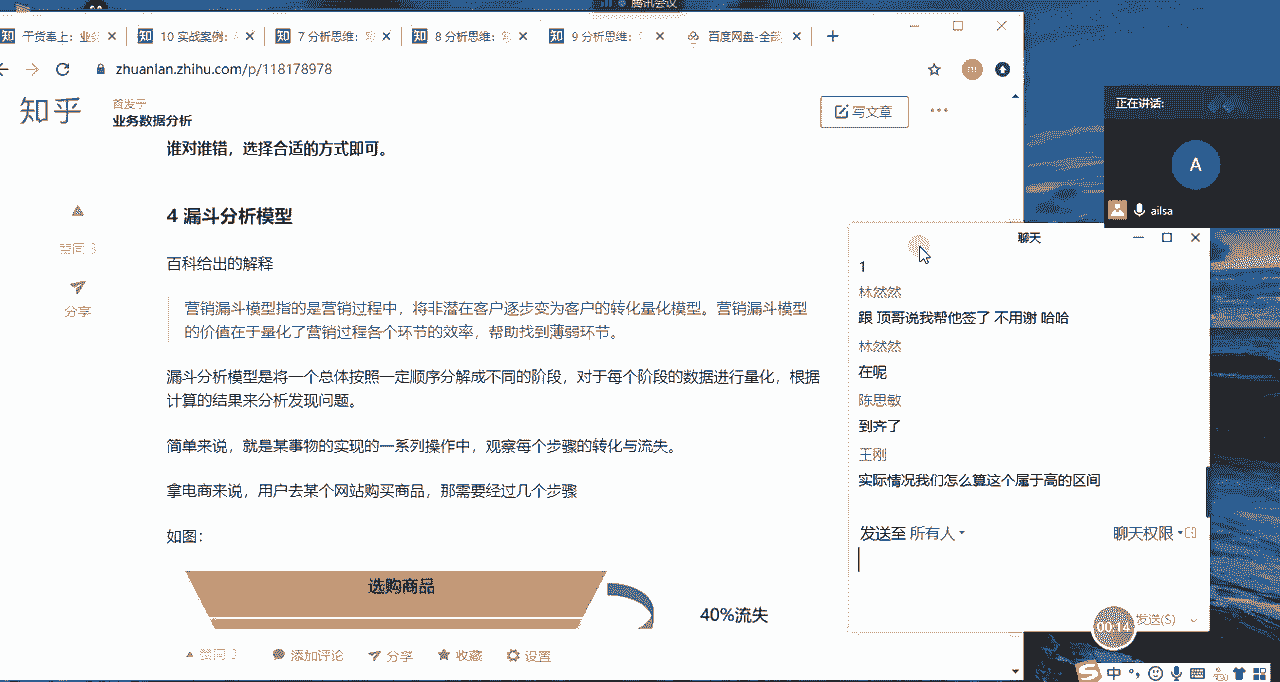 腾讯会议
干货奉上：业
10 实战案例：
7 分析思维：
8 分析思维：
9 分析思维：
百度网盘-全
zhuanlan.zhihu.com/p/118178978
知乎
首发于
业务数据分析
写文章
谁对谁错，选择合适的方式即可。
4 漏斗分析模型
百科给出的解释
营销漏斗模型指的是营销过程中，将非潜在客户逐步变为客户的转化量化模型。营销漏斗模型
的价值在于量化了营销过程各个环节的效率，帮助找到薄弱环节。
漏斗分析模型是将一个总体按照一定顺序分解成不同的阶段，对于每个阶段的数据进行量化，根据
计算的结果来分析发现问题。
简单来说，就是某事物的实现的一系列操作中，观察每个步骤的转化与流失。
拿电商来说，用户去某个网站购买商品，那需要经过几个步骤
如图：
选购商品
40%流失
赞同 3
分享
赞同 3
添加评论
分享
收藏
设置
正在讲话:
A
ailsa
聊天
1
林然然
跟 顶哥说我帮他签了 不用谢 哈哈
林然然
在呢
陈思敏
到齐了
王刚
实际情况我们怎么算这个属于高的区间
发送至 所有人
聊天权限
00:14
发送(S)
中